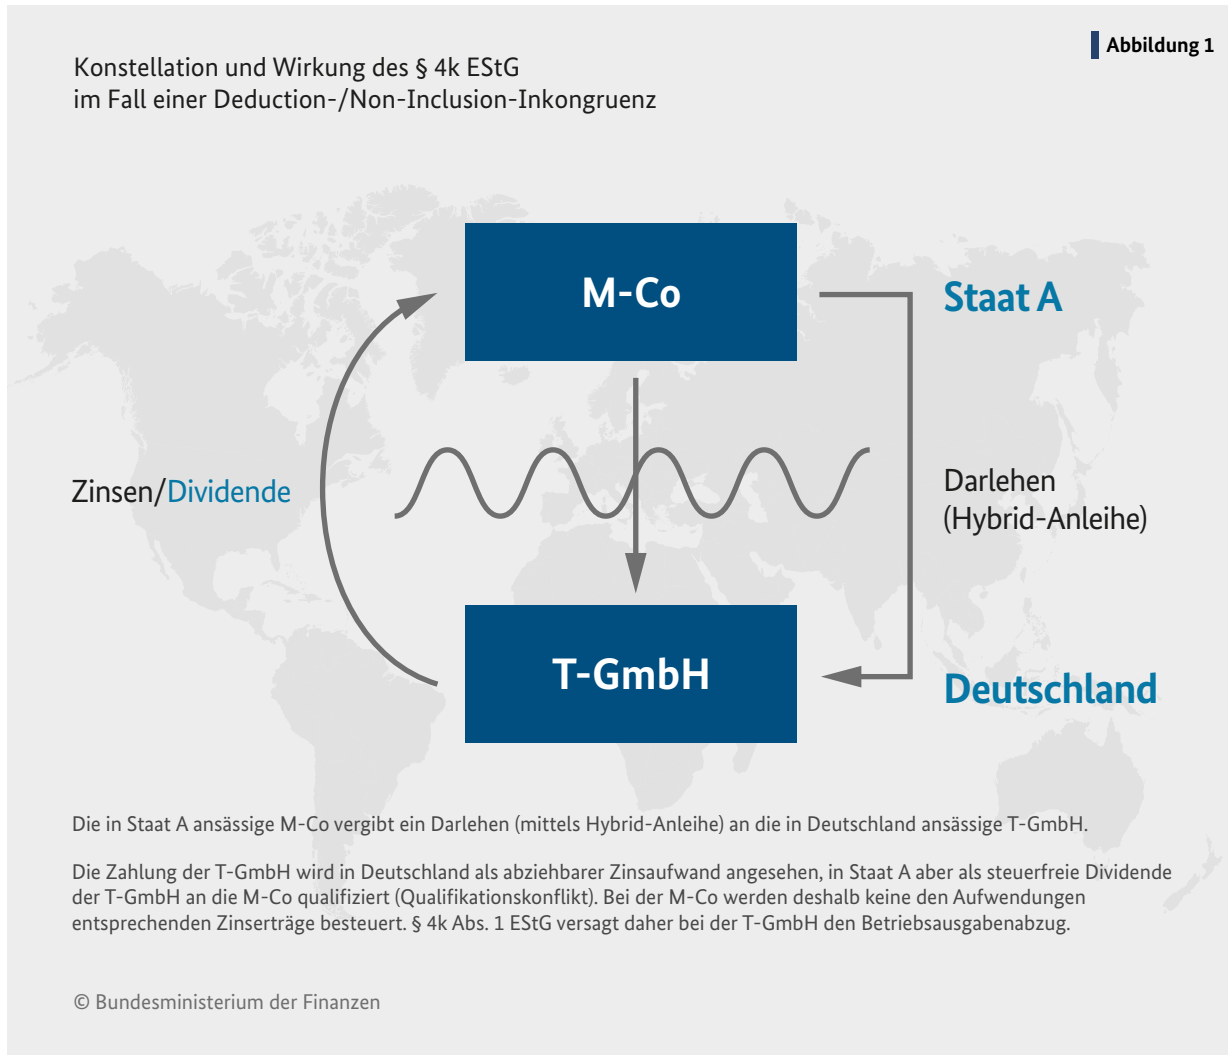 Abbildung 1
Konstellation und Wirkung des § 4k EStG
im Fall einer Deduction-/Non-Inclusion-Inkongruenz
M-Co
Staat A
Zinsen/Dividende
Darlehen
(Hybrid-Anleihe)
T-GmbH
Deutschland
Die in Staat A ansässige M-Co vergibt ein Darlehen (mittels Hybrid-Anleihe) an die in Deutschland ansässige T-GmbH.
Die Zahlung der T-GmbH wird in Deutschland als abziehbarer Zinsaufwand angesehen, in Staat A aber als steuerfreie Dividende
der T-GmbH an die M-Co qualifiziert (Qualifikationskonflikt). Bei der M-Co werden deshalb keine den Aufwendungen
entsprechenden Zinserträge besteuert. § 4k Abs. 1 EStG versagt daher bei der T-GmbH den Betriebsausgabenabzug.
© Bundesministerium der Finanzen